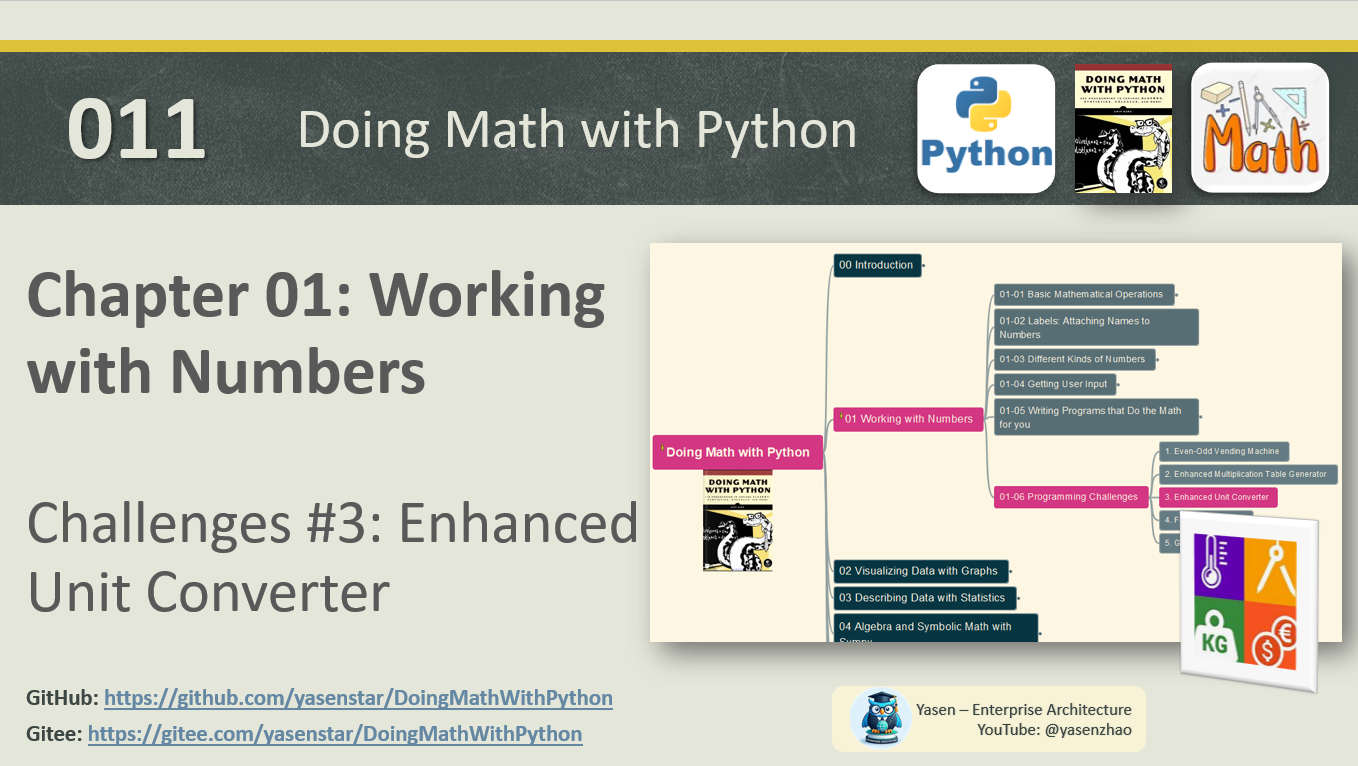 011
Doing Math with Python
Python
DOING MATH
WITH PYTHON
Math
Chapter 01: Working
with Numbers
Challenges #3: Enhanced
Unit Converter
00 Introduction
01-01 Basic Mathematical Operations
01-02 Labels: Attaching Names to
Numbers
01-03 Different Kinds of Numbers
01-04 Getting User Input
01 Working with Numbers
01-05 Writing Programs that Do the Math
for you
Doing Math with Python
DOING MATH
WITH PYTHON
1. Even-Odd Vending Machine
2. Enhanced Multiplication Table Generator
01-06 Programming Challenges
3. Enhanced Unit Converter
4. F
5. G
02 Visualizing Data with Graphs
03 Describing Data with Statistics
04 Algebra and Symbolic Math with
KG
$
€
GitHub: https://github.com/yasenstar/DoingMathWithPython
Gitee: https://gitee.com/yasenstar/DoingMathWithPython
Yasen – Enterprise Architecture
YouTube: @yasenzhao